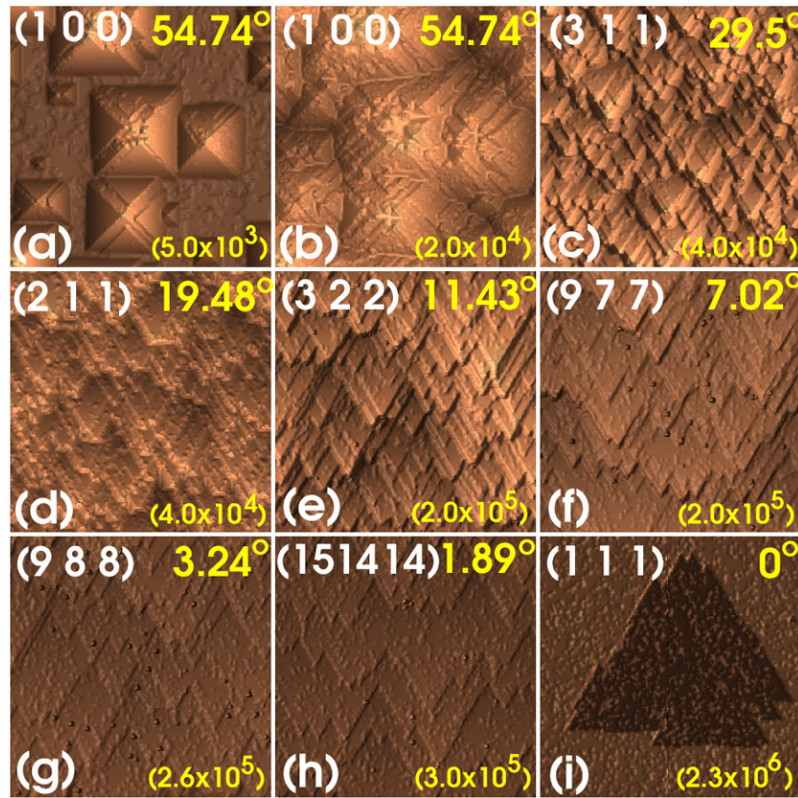 (1 0 0) 54.74°
(a) (5.0x10³)
(1 0 0) 54.74°
(b) (2.0x10⁴)
(3 1 1) 29.5°
(c) (4.0x10⁴)
(2 1 1) 19.48°
(d) (4.0x10⁴)
(3 2 2) 11.43°
(e) (2.0x10⁵)
(9 7 7) 7.02°
(f) (2.0x10⁵)
(9 8 8) 3.24°
(g) (2.6x10⁵)
(151414) 1.89°
(h) (3.0x10⁵)
(1 1 1) 0°
(i) (2.3x10⁶)